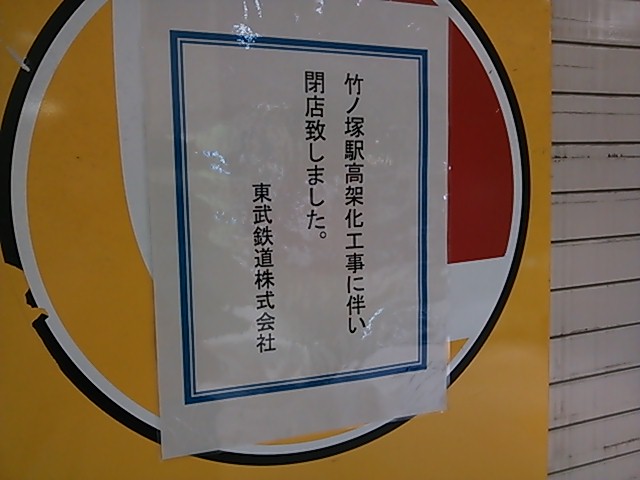 竹ノ塚駅高架化工事に伴い
閉店致しました。
東武鉄道株式会社